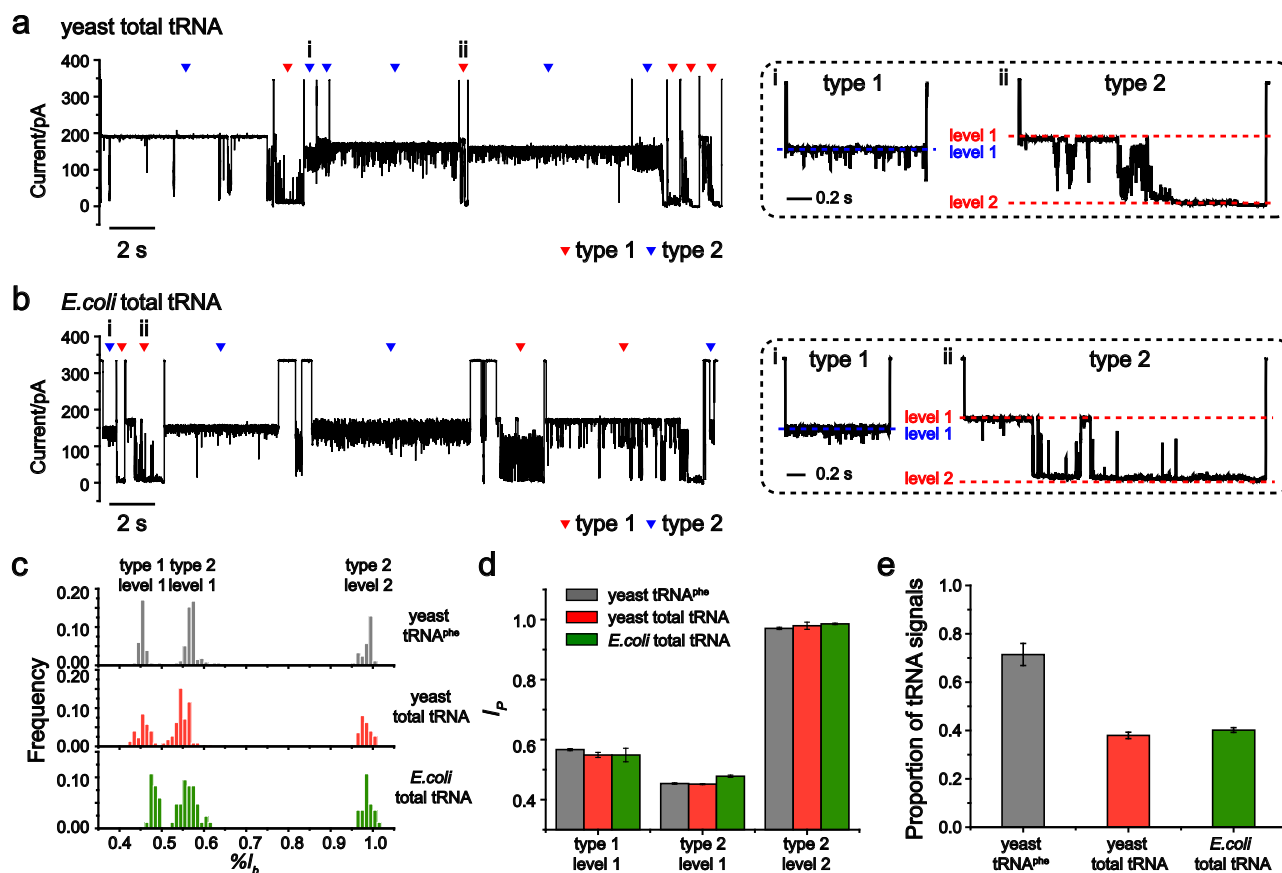 a yeast total tRNA
i ii
400
300
200
100
0
Current/pA
2 s
type 1 type 2
i type 1 ii type 2
level 1
level 1
0.2 s
level 2
b E.coli total tRNA
i ii
400
300
200
100
0
Current/pA
2 s
type 1 type 2
i type 1 ii type 2
level 1
level 1
0.2 s
level 2
c
type 1 type 2 type 2
level 1 level 1 level 2
0.20
0.10
0.00
yeast
tRNAphe
0.20
0.10
0.00
yeast
total tRNA
0.10
0.00
E.coli
total tRNA
Frequency
0.4 0.5 0.6 0.7 0.8 0.9 1.0
%Ib
d
yeast tRNAphe
yeast total tRNA
E.coli total tRNA
1.0
0.8
0.6
0.4
IP
type 1 type 2 type 2
level 1 level 1 level 2
e
1.0
0.8
0.6
0.4
0.2
0.0
Proportion of tRNA signals
yeast yeast E.coli
tRNAphe total tRNA total tRNA